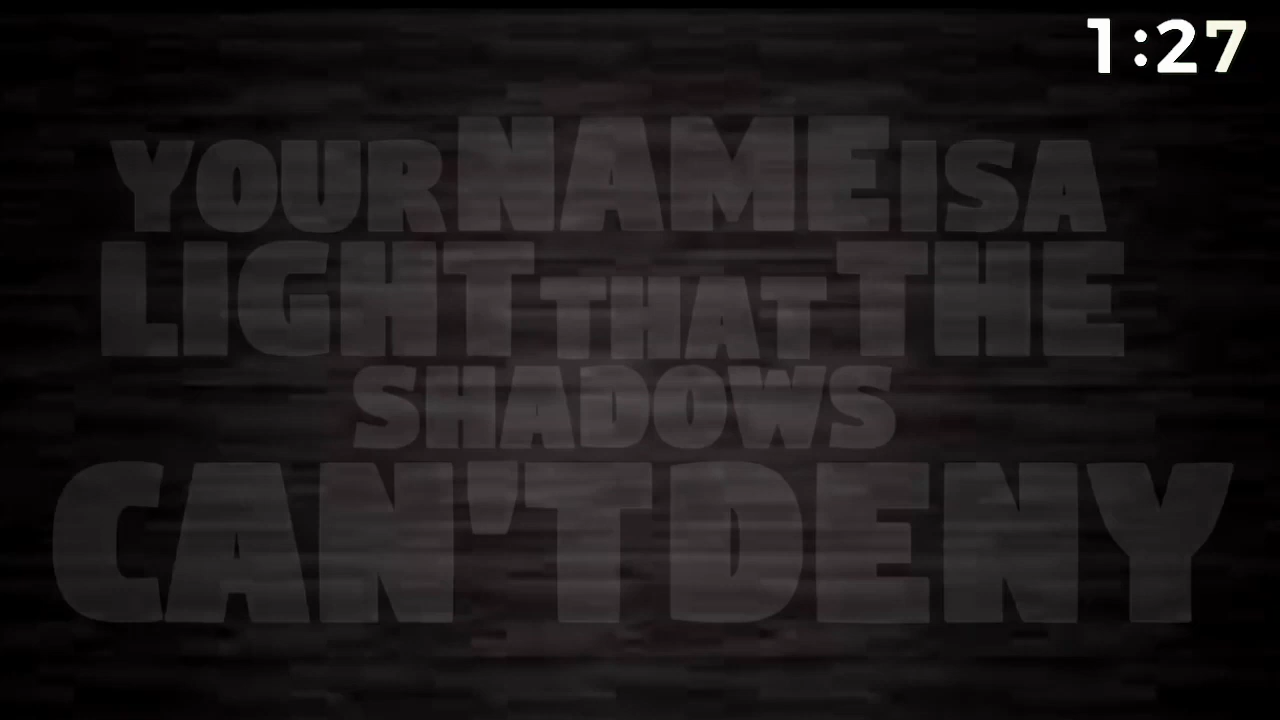 1:27
YOUR NAME IS A
LIGHT THAT THE
SHADOWS
CAN'T DENY